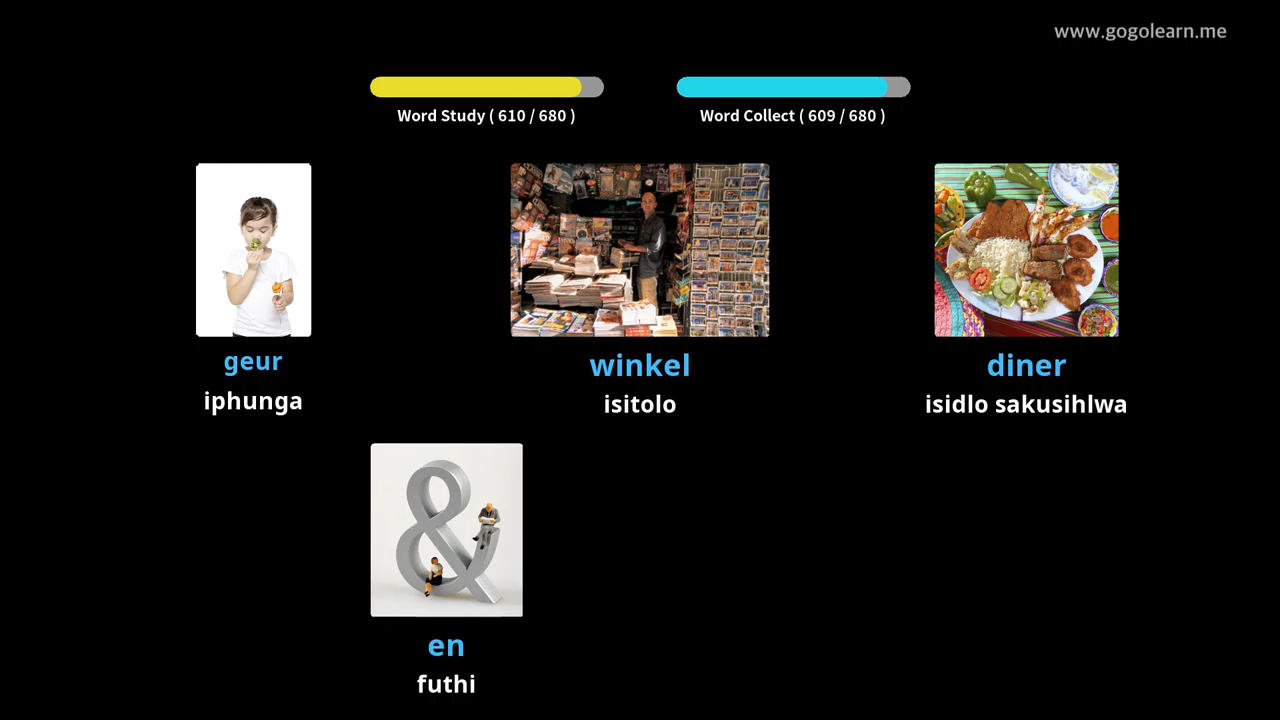 www.gogolearn.me
Word Study ( 610 / 680 )
Word Collect ( 609 / 680 )
geur
iphunga
winkel
isitolo
diner
isidlo sakusihlwa
en
futhi
&